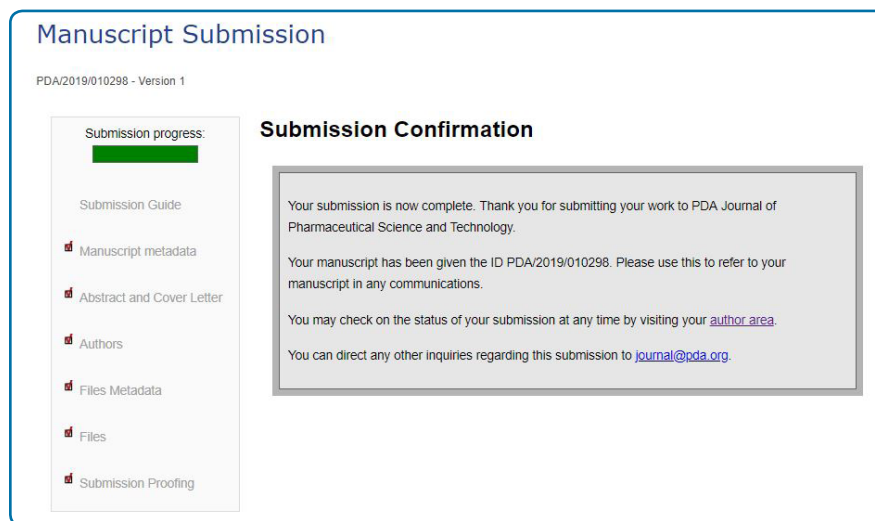 Manuscript Submission
PDA/2019/010298 - Version 1
Submission progress:
Submission Guide
Manuscript metadata
Abstract and Cover Letter
Authors
Files Metadata
Files
Submission Proofing
Submission Confirmation
Your submission is now complete. Thank you for submitting your work to PDA Journal of
Pharmaceutical Science and Technology.
Your manuscript has been given the ID PDA/2019/010298. Please use this to refer to your
manuscript in any communications.
You may check on the status of your submission at any time by visiting your author area.
You can direct any other inquiries regarding this submission to journal@pda.org.